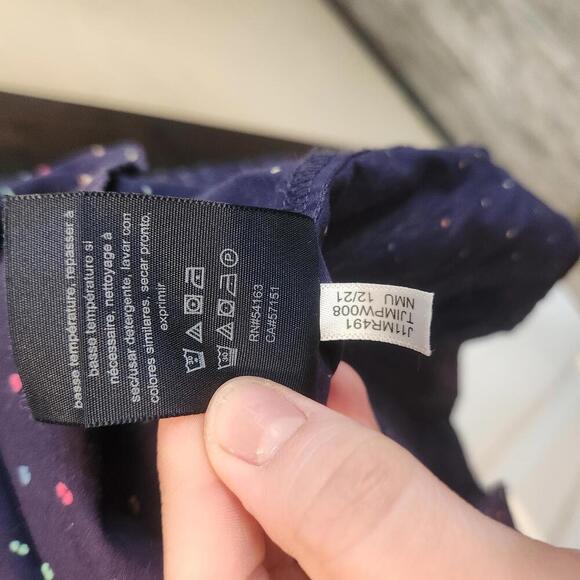 basse température, repasser à
basse température si
nécessaire, nettoyage à
sec/usar detergente, lavar con
colores similares, secar pronto,
exprimir
30
RN#54163
CA#57151
J11MR491
TJIMPW008
NMU 12/21